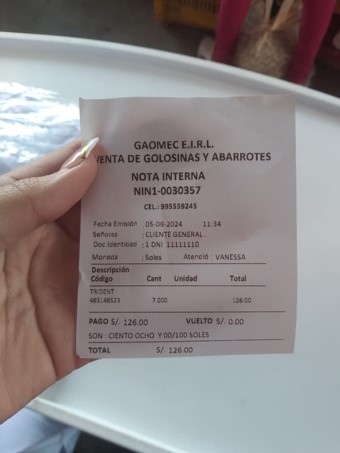 GAOMEC E.I.R.L.
VENTA DE GOLOSINAS Y ABARROTES
NOTA INTERNA
NIN1-0030357
CEL.: 995559245
Fecha Emisión : 05-09-2024 11:34
Señores : CLIENTE GENERAL .
Doc.Identidad : 1 DNI 11111110
Moneda : Soles Atendió : VANESSA
Descripción
Código Cant Unidad Total
TRIDENT
7.000 126.00
PAGO S/. 126.00 VUELTO S/. 0.00
SON : CIENTO OCHO Y 00/100 SOLES
TOTAL S/. 126.00